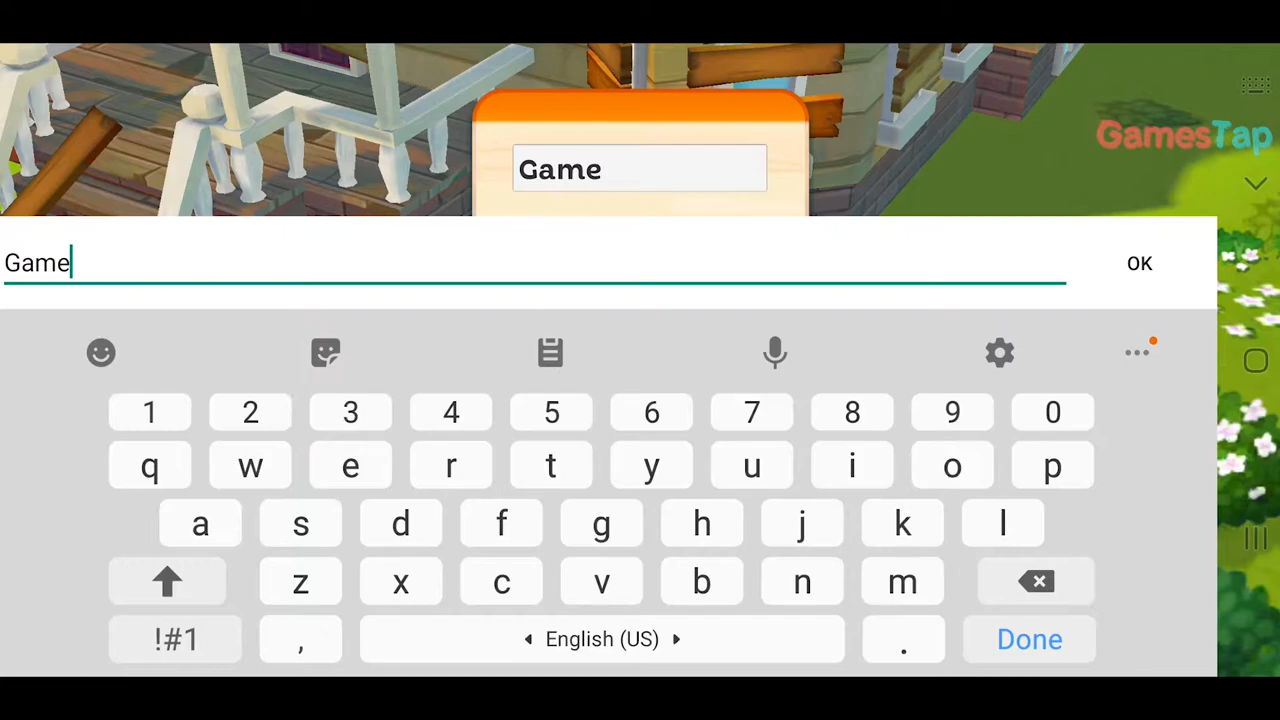 Game
GamesTap
Game
OK
1 2 3 4 5 6 7 8 9 0
q w e r t y u i o p
a s d f g h j k l
z x c v b n m
!#1 , English (US) . Done